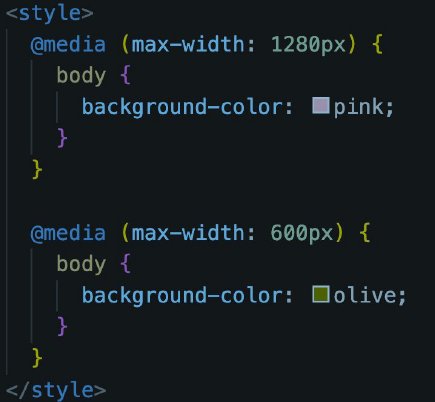 <style>
@media (max-width: 1280px) {
body {
background-color: pink;
}
}
@media (max-width: 600px) {
body {
background-color: olive;
}
}
</style>